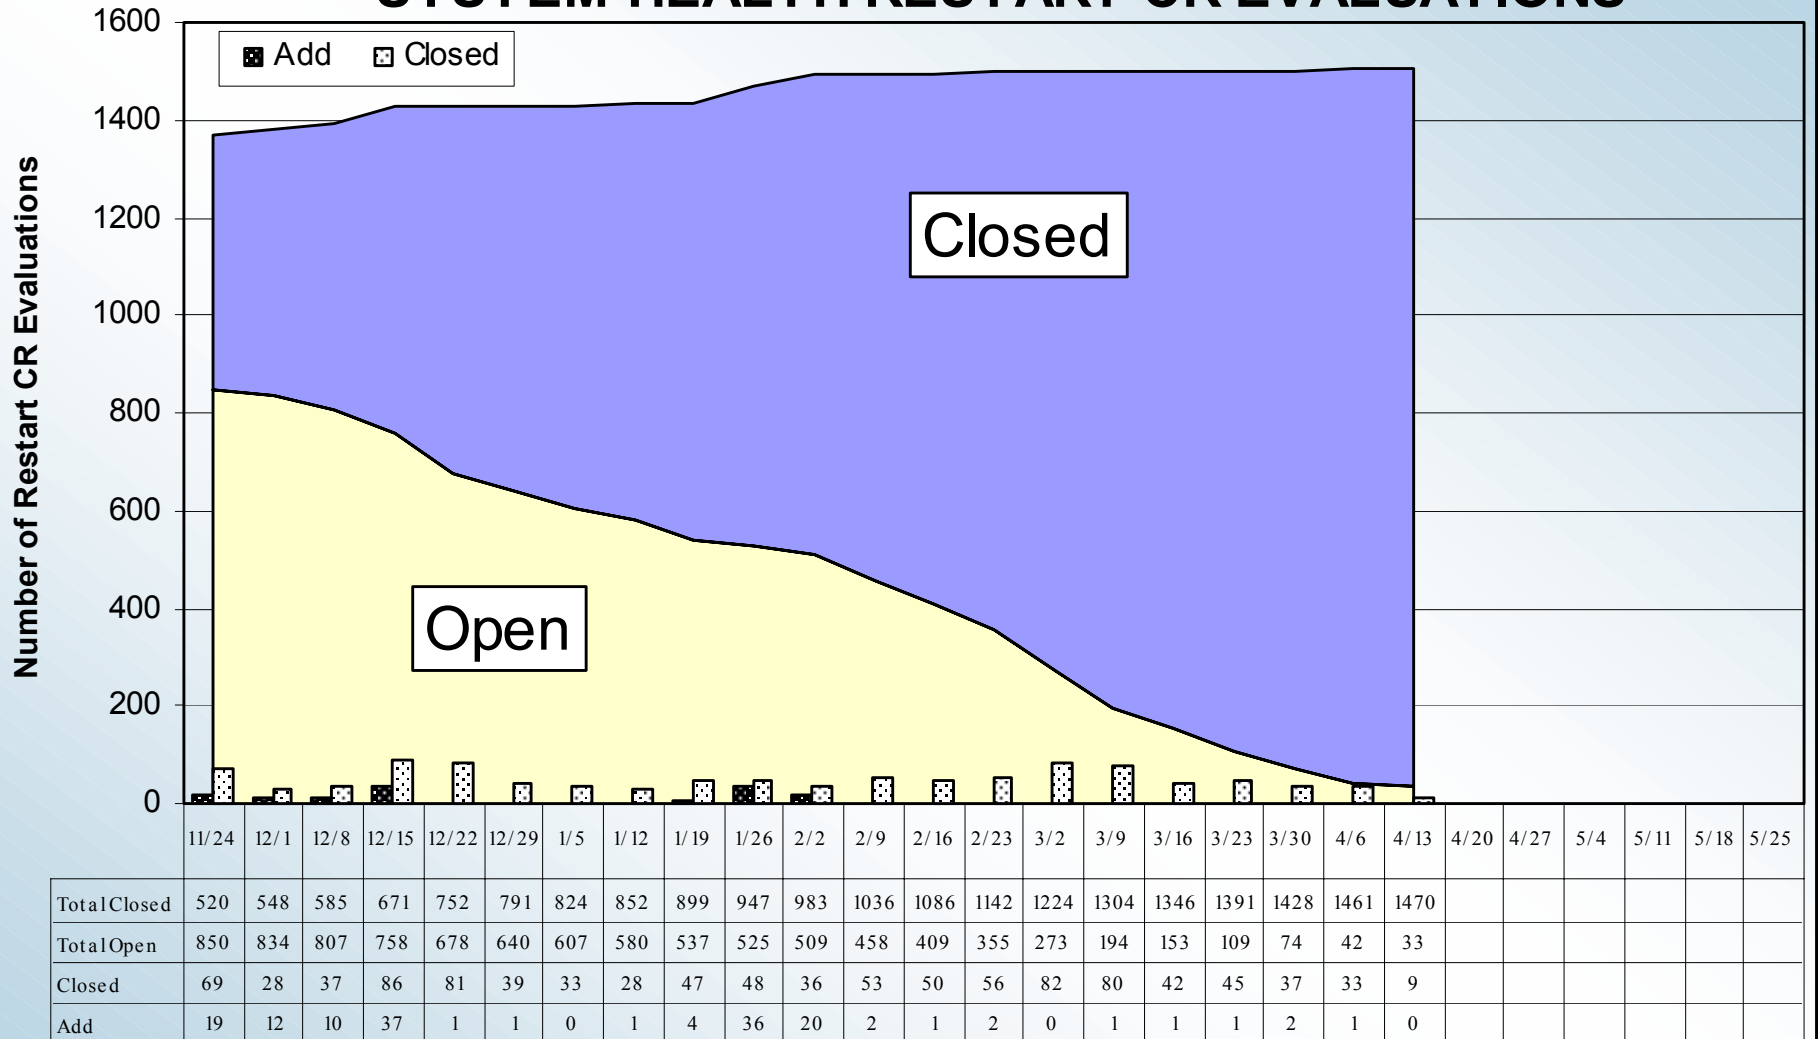 SYSTEM HEALTH RESTART CR EVALUATIONS
Add Closed
Number of Restart CR Evaluations
1600
1400
1200
1000
800
600
400
200
0
Closed
Open
11/24 12/1 12/8 12/15 12/22 12/29 1/5 1/12 1/19 1/26 2/2 2/9 2/16 2/23 3/2 3/9 3/16 3/23 3/30 4/6 4/13 4/20 4/27 5/4 5/11 5/18 5/25
Total Closed 520 548 585 671 752 791 824 852 899 947 983 1036 1086 1142 1224 1304 1346 1391 1428 1461 1470
Total Open 850 834 807 758 678 640 607 580 537 525 509 458 409 355 273 194 153 109 74 42 33
Closed 69 28 37 86 81 39 33 28 47 48 36 53 50 56 82 80 42 45 37 33 9
Add 19 12 10 37 1 1 0 1 4 36 20 2 1 2 0 1 1 1 2 1 0